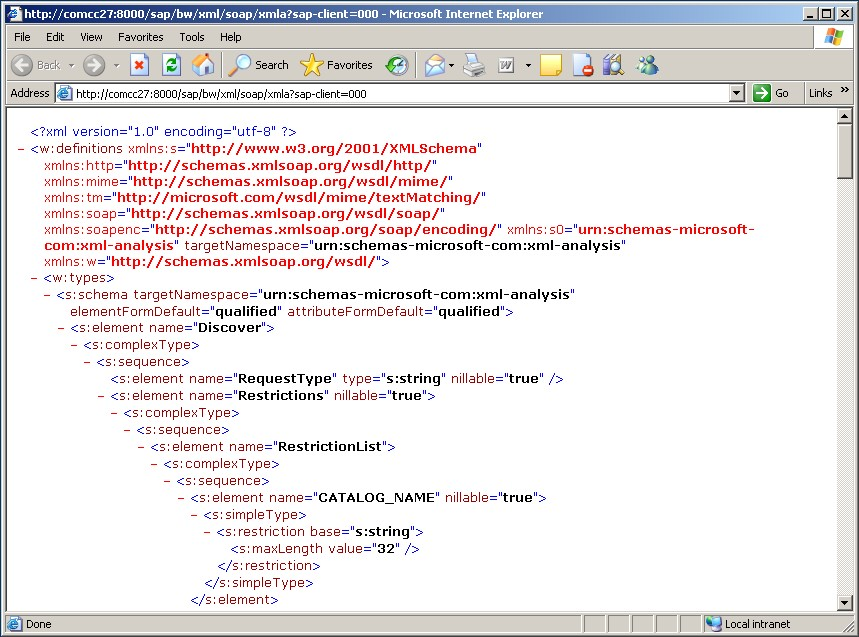 http://comcc27:8000/sap/bw/xml/soap/xmla?sap-client=000 - Microsoft Internet Explorer
File Edit View Favorites Tools Help
Back Search Favorites
Address http://comcc27:8000/sap/bw/xml/soap/xmla?sap-client=000 Go Links »
<?xml version="1.0" encoding="utf-8" ?>
- <w:definitions xmlns:s="http://www.w3.org/2001/XMLSchema"
xmlns:http="http://schemas.xmlsoap.org/wsdl/http/"
xmlns:mime="http://schemas.xmlsoap.org/wsdl/mime/"
xmlns:tm="http://microsoft.com/wsdl/mime/textMatching/"
xmlns:soap="http://schemas.xmlsoap.org/wsdl/soap/"
xmlns:soapenc="http://schemas.xmlsoap.org/soap/encoding/" xmlns:s0="urn:schemas-microsoft-
com:xml-analysis" targetNamespace="urn:schemas-microsoft-com:xml-analysis"
xmlns:w="http://schemas.xmlsoap.org/wsdl/">
- <w:types>
- <s:schema targetNamespace="urn:schemas-microsoft-com:xml-analysis"
elementFormDefault="qualified" attributeFormDefault="qualified">
- <s:element name="Discover">
- <s:complexType>
- <s:sequence>
<s:element name="RequestType" type="s:string" nillable="true" />
- <s:element name="Restrictions" nillable="true">
- <s:complexType>
- <s:sequence>
- <s:element name="RestrictionList">
- <s:complexType>
- <s:sequence>
- <s:element name="CATALOG_NAME" nillable="true">
- <s:simpleType>
- <s:restriction base="s:string">
<s:maxLength value="32" />
</s:restriction>
</s:simpleType>
</s:element>
Done Local intranet